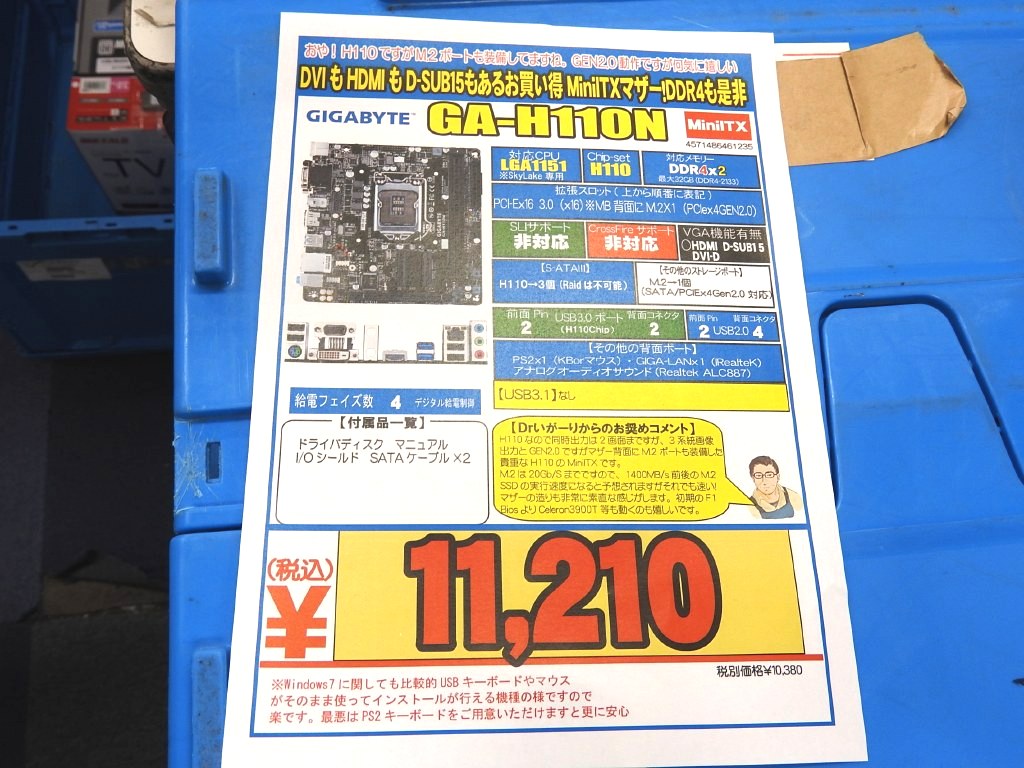 おや！H110ですがM.2ポートも装備してますね。GEN2.0動作ですが何気に嬉しい
DVIもHDMIもD-SUB15もあるお買い得MiniITXマザー!DDR4も是非
GIGABYTE™ GA-H110N MiniITX
4571486461235
対応CPU
LGA1151
※SkyLake専用
Chip-set
H110
対応メモリー
DDR4x2
最大32GB(DDR4-2133)
拡張スロット(上から順番に表記)
PCI-Ex16 3.0 (x16)※MB背面にM.2X1 (PCIex4GEN2.0)
SLIサポート
非対応
CrossFireサポート
非対応
VGA機能有無
○HDMI D-SUB15
DVI-D
【S-ATAIII】
H110→3個(Raidは不可能)
【その他のストレージポート】
M.2→1個
(SATA/PCIEx4Gen2.0対応)
前面Pin USB3.0ポート 背面コネクタ
2 (H110Chip) 2
前面Pin 背面コネクタ
2 USB2.0 4
【その他の背面ポート】
PS2x1 (KBorマウス)・GIGA-LANx1 (RealteK)
アナログオーディオサウンド(Realtek ALC887)
【USB3.1】なし
給電フェイズ数 4 デジタル給電制御
【付属品一覧】
ドライバディスク マニュアル
I/Oシールド SATAケーブル×2
【Drいがーりからのお奨めコメント】
H110なので同時出力は2画面までですが、3系統画像
出力とGEN2.0ですがマザー背面にM.2ポートも装備した
貴重なH110のMiniITXです。
M.2は20Gb/Sまでですので、1400MB/s前後のM.2
SSDの実行速度になると予想されますがそれでも速い!
マザーの造りも非常に素直な感じがします。初期のF1
BiosよりCeleron3900T等も動くのも嬉しいです。
(税込)
¥ 11,210
税別価格¥10,380
※Windows7に関しても比較的USBキーボードやマウス
がそのまま使ってインストールが行える機種の様ですので
楽です。最悪はPS2キーボードをご用意いただけますと更に安心